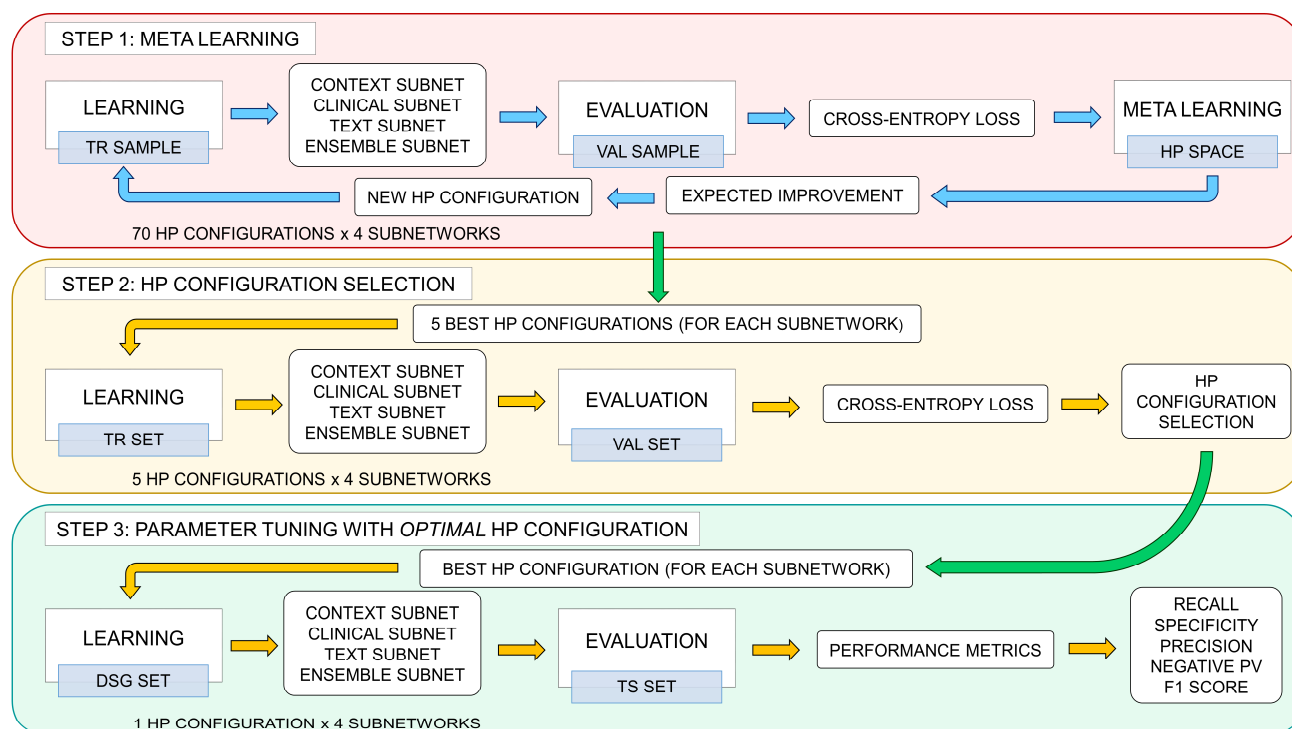 STEP 1: META LEARNING
LEARNING
TR SAMPLE
CONTEXT SUBNET
CLINICAL SUBNET
TEXT SUBNET
ENSEMBLE SUBNET
EVALUATION
VAL SAMPLE
CROSS-ENTROPY LOSS
META LEARNING
HP SPACE
EXPECTED IMPROVEMENT
NEW HP CONFIGURATION
70 HP CONFIGURATIONS x 4 SUBNETWORKS
STEP 2: HP CONFIGURATION SELECTION
5 BEST HP CONFIGURATIONS (FOR EACH SUBNETWORK)
LEARNING
TR SET
CONTEXT SUBNET
CLINICAL SUBNET
TEXT SUBNET
ENSEMBLE SUBNET
EVALUATION
VAL SET
CROSS-ENTROPY LOSS
HP
CONFIGURATION
SELECTION
5 HP CONFIGURATIONS x 4 SUBNETWORKS
STEP 3: PARAMETER TUNING WITH OPTIMAL HP CONFIGURATION
BEST HP CONFIGURATION (FOR EACH SUBNETWORK)
LEARNING
DSG SET
CONTEXT SUBNET
CLINICAL SUBNET
TEXT SUBNET
ENSEMBLE SUBNET
EVALUATION
TS SET
PERFORMANCE METRICS
RECALL
SPECIFICITY
PRECISION
NEGATIVE PV
F1 SCORE
1 HP CONFIGURATION x 4 SUBNETWORKS